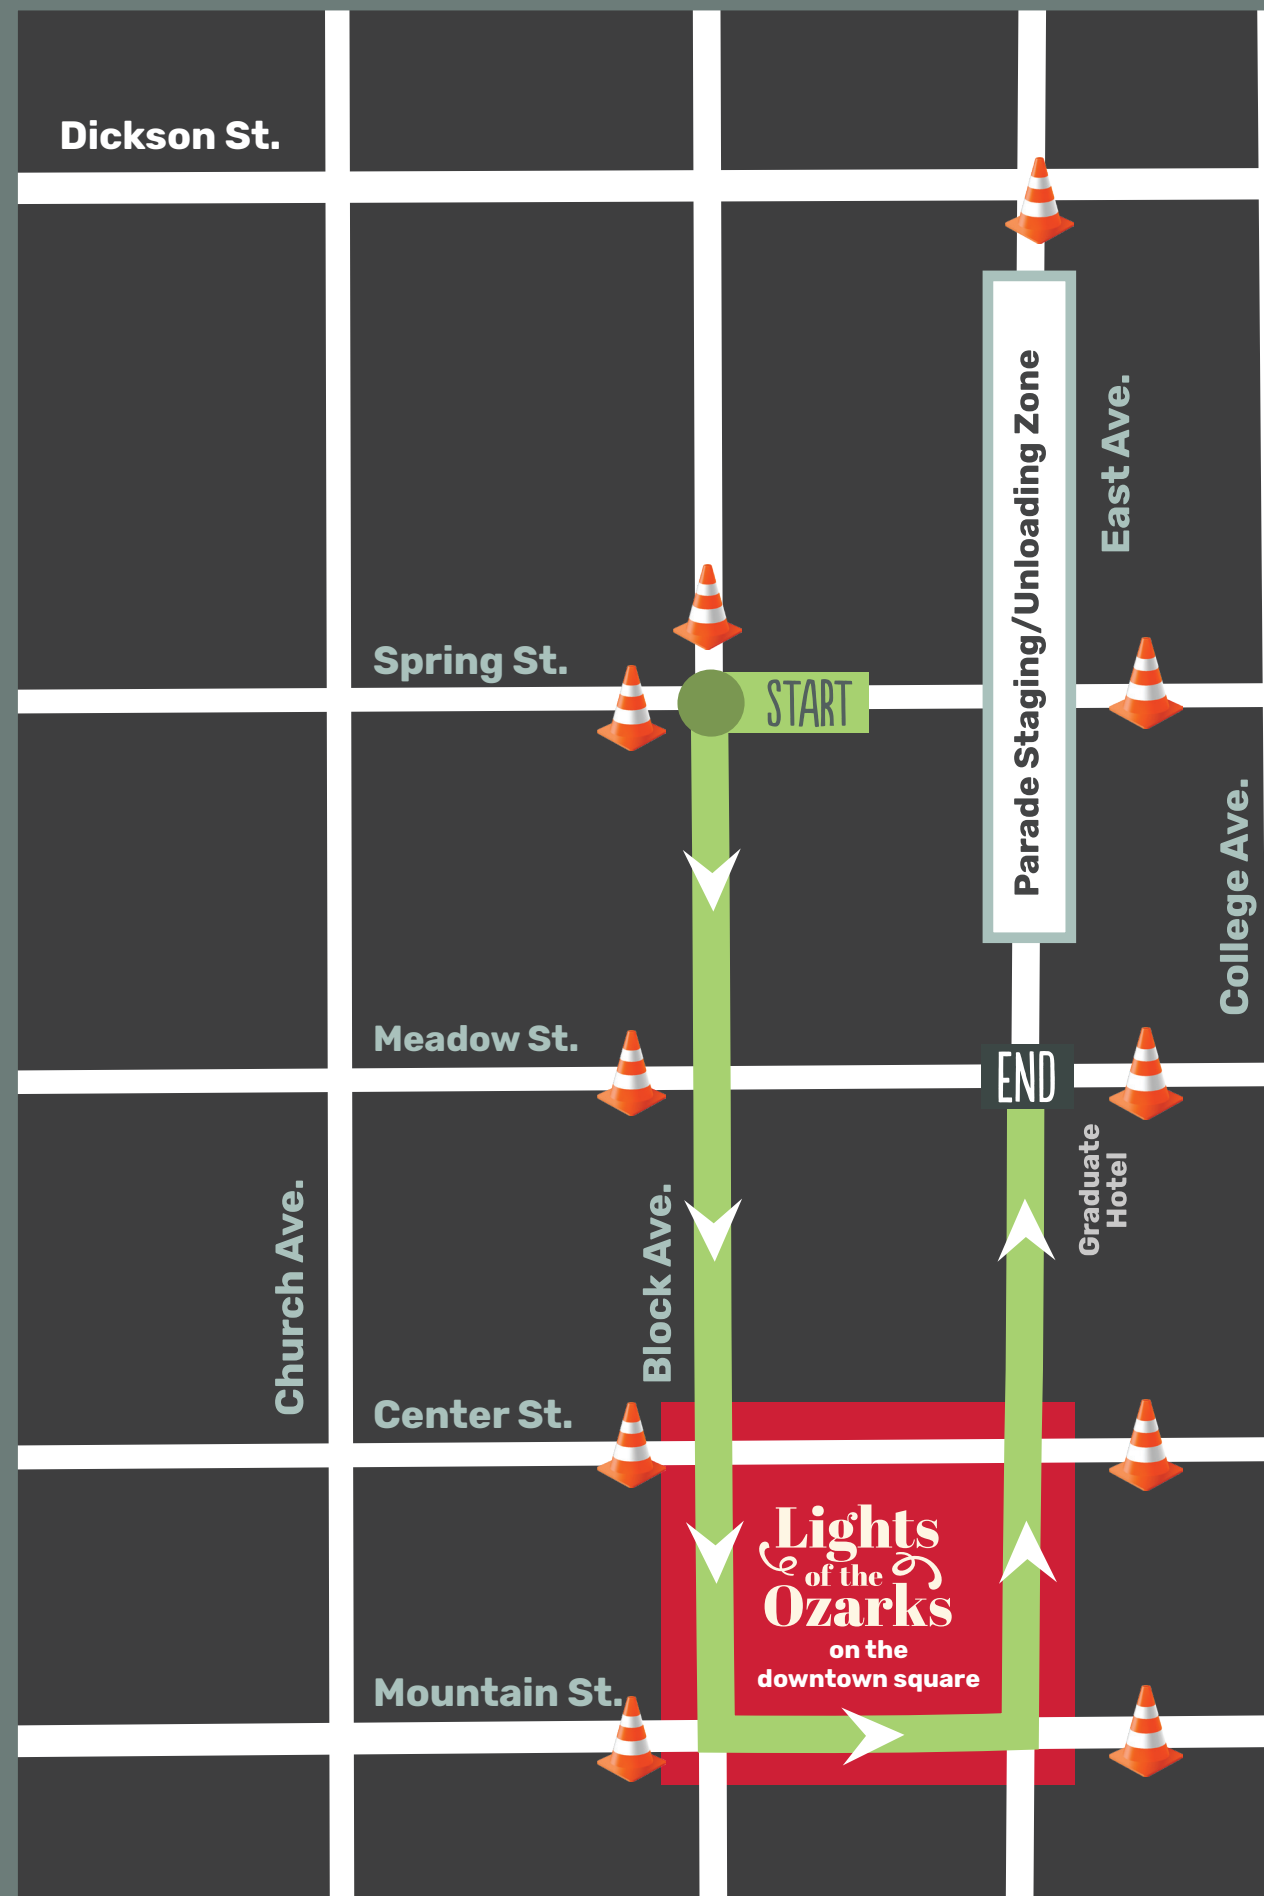 Dickson St.
Parade Staging/Unloading Zone
East Ave.
Spring St.
START
College Ave.
Meadow St.
END
Graduate
Hotel
Church Ave.
Block Ave.
Center St.
Lights
of the
Ozarks
on the
downtown square
Mountain St.